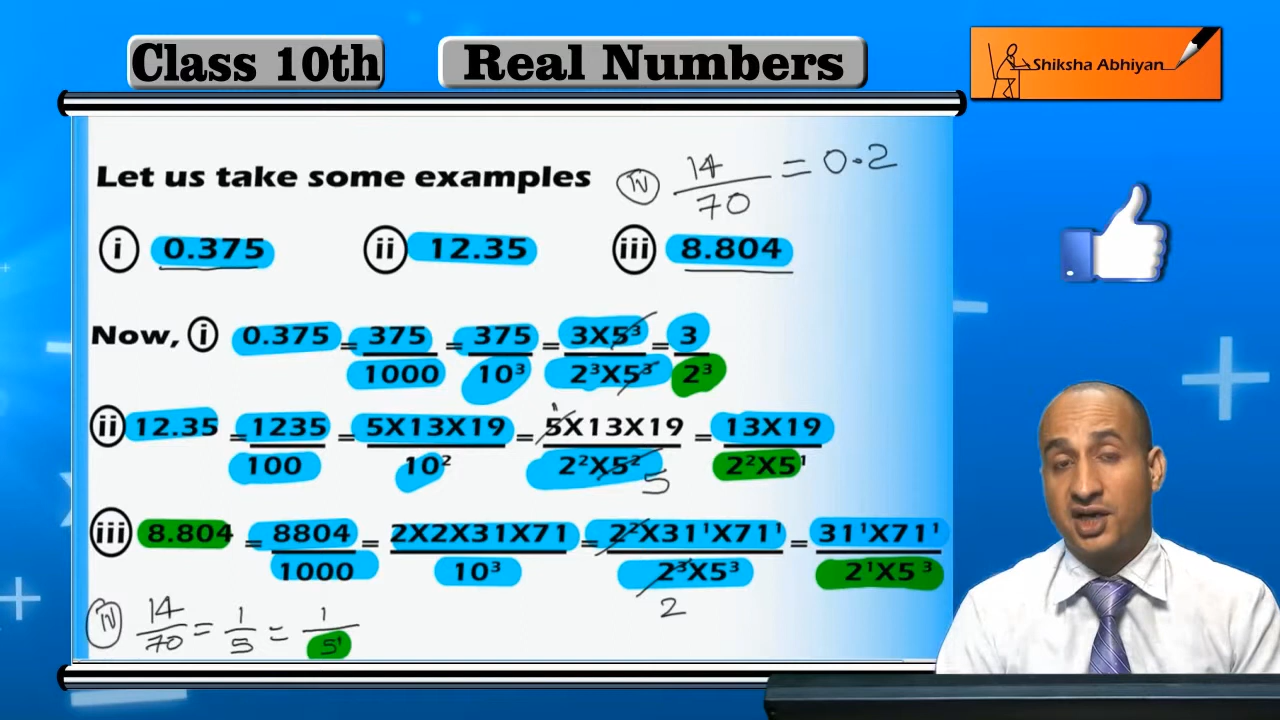 Class 10th Real Numbers Shiksha Abhiyan
Let us take some examples iv 14/70 = 0.2
i 0.375 ii 12.35 iii 8.804
Now, i 0.375 = 375/1000 = 375/10³ = 3X5³/2³X5³ = 3/2³
ii 12.35 = 1235/100 = 5X13X19/10² = 5X13X19/2²X5² = 13X19/2²X5¹
1
5
iii 8.804 = 8804/1000 = 2X2X31X71/10³ = 2²X31¹X71¹/2³X5³ = 31¹X71¹/2¹X5³
2
iv 14/70 = 1/5 = 1/5¹